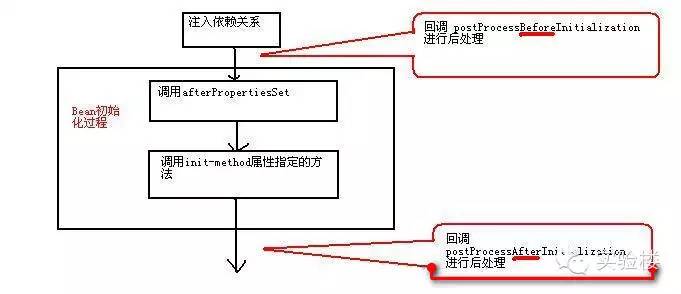 注入依赖关系
回调 postProcessBeforeInitialization
进行后处理
Bean初始
化过程
调用afterPropertiesSet
调用init-method属性指定的方
法
回调
postProcessAfterInitialization
进行后处理
实验楼